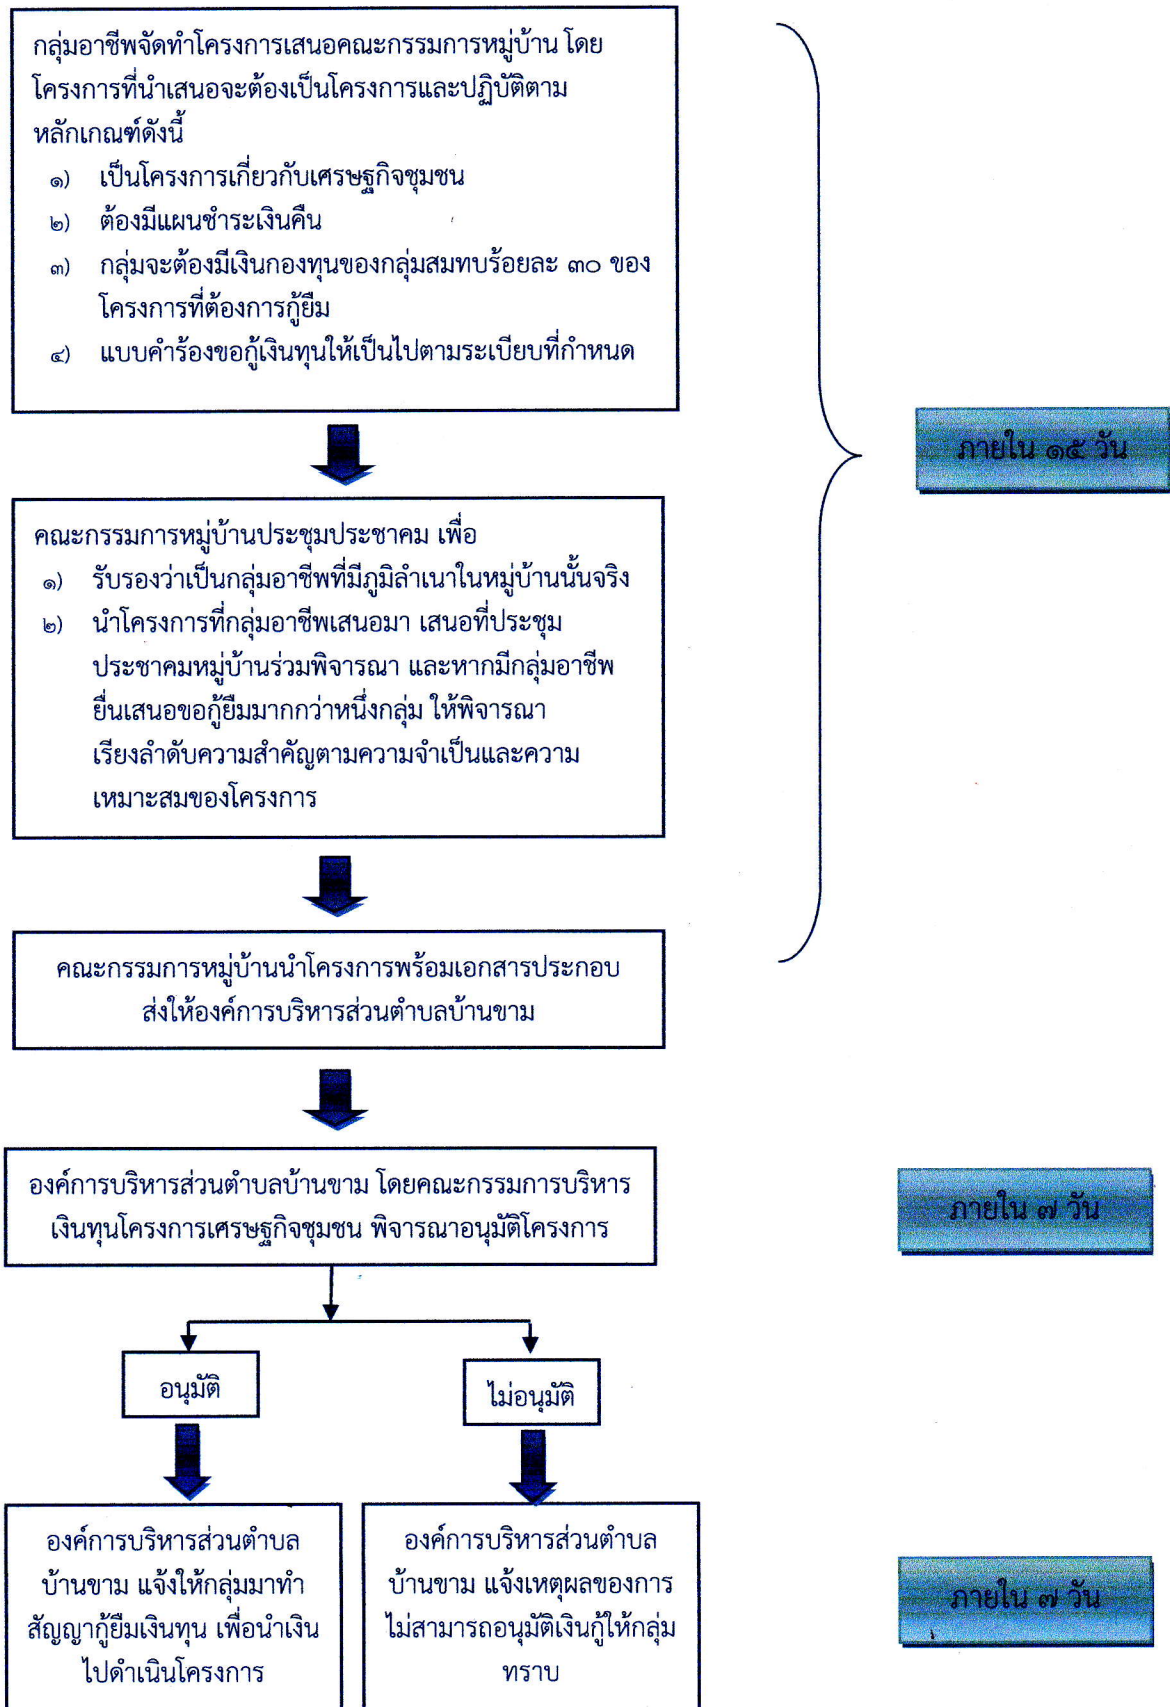 กลุ่มอาชีพจัดทำโครงการเสนอคณะกรรมการหมู่บ้าน โดย
โครงการที่นำเสนอจะต้องเป็นโครงการและปฏิบัติตาม
หลักเกณฑ์ดังนี้
๑) เป็นโครงการเกี่ยวกับเศรษฐกิจชุมชน
๒) ต้องมีแผนชำระเงินคืน
๓) กลุ่มจะต้องมีเงินกองทุนของกลุ่มสมทบร้อยละ ๓๐ ของ
โครงการที่ต้องการกู้ยืม
๔) แบบคำร้องขอกู้เงินทุนให้เป็นไปตามระเบียบที่กำหนด
ภายใน ๑๕ วัน
คณะกรรมการหมู่บ้านประชุมประชาคม เพื่อ
๑) รับรองว่าเป็นกลุ่มอาชีพที่มีภูมิลำเนาในหมู่บ้านนั้นจริง
๒) นำโครงการที่กลุ่มอาชีพเสนอมา เสนอที่ประชุม
ประชาคมหมู่บ้านร่วมพิจารณา และหากมีกลุ่มอาชีพ
ยื่นเสนอขอกู้ยืมมากกว่าหนึ่งกลุ่ม ให้พิจารณา
เรียงลำดับความสำคัญตามความจำเป็นและความ
เหมาะสมของโครงการ
คณะกรรมการหมู่บ้านนำโครงการพร้อมเอกสารประกอบ
ส่งให้องค์การบริหารส่วนตำบลบ้านขาม
องค์การบริหารส่วนตำบลบ้านขาม โดยคณะกรรมการบริหาร
เงินทุนโครงการเศรษฐกิจชุมชน พิจารณาอนุมัติโครงการ
ภายใน ๗ วัน
อนุมัติ
ไม่อนุมัติ
องค์การบริหารส่วนตำบล
บ้านขาม แจ้งให้กลุ่มมาทำ
สัญญากู้ยืมเงินทุน เพื่อนำเงิน
ไปดำเนินโครงการ
องค์การบริหารส่วนตำบล
บ้านขาม แจ้งเหตุผลของการ
ไม่สามารถอนุมัติเงินกู้ให้กลุ่ม
ทราบ
ภายใน ๗ วัน